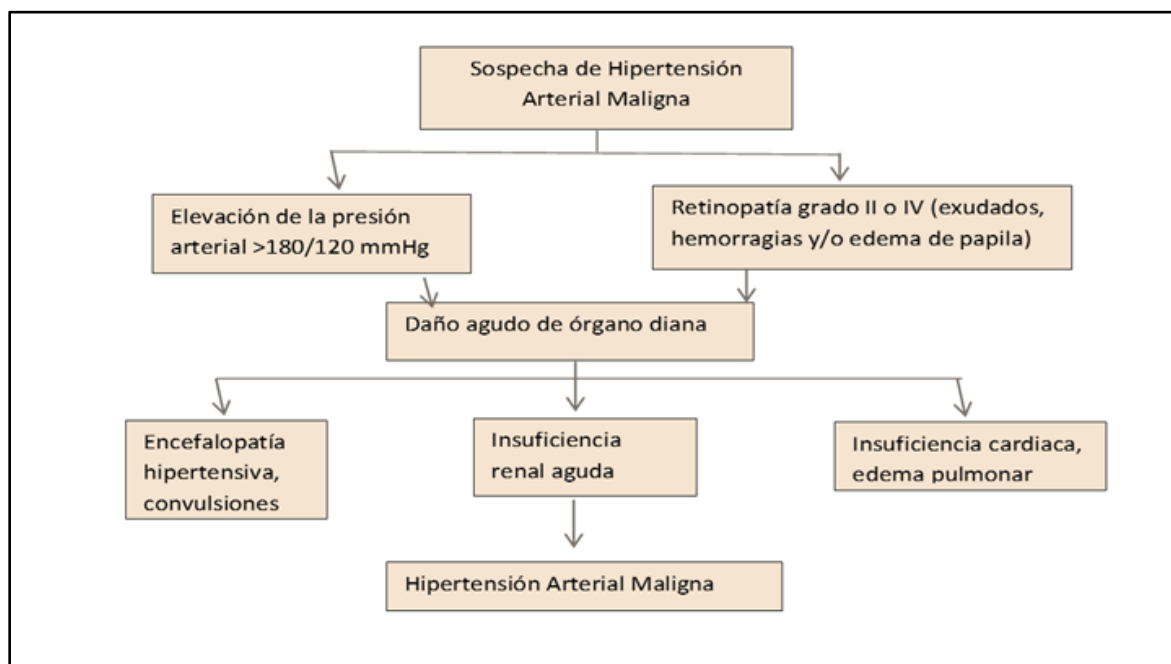 Sospecha de Hipertensión
Arterial Maligna
Elevación de la presión
arterial >180/120 mmHg
Retinopatía grado II o IV (exudados,
hemorragias y/o edema de papila)
Daño agudo de órgano diana
Encefalopatía
hipertensiva,
convulsiones
Insuficiencia
renal aguda
Insuficiencia cardiaca,
edema pulmonar
Hipertensión Arterial Maligna